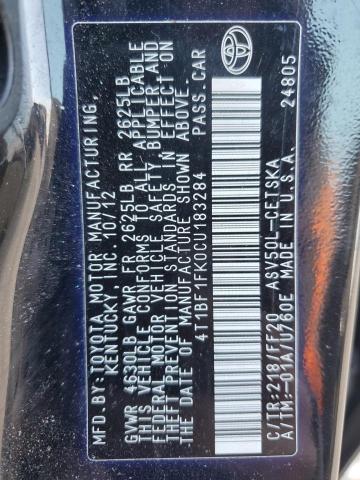 MFD.BY:TOYOTA MOTOR MANUFACTURING,
KENTUCKY, INC. 10/12
GVWR 4630LB GAWR FR 2625LB RR 2625LB
THIS VEHICLE CONFORMS TO ALL APPLICABLE
FEDERAL MOTOR VEHICLE SAFETY BUMPER AND
THEFT PREVENTION STANDARDS IN EFFECT ON
THE DATE OF MANUFACTURE SHOWN ABOVE.
4T1BF1FK0CU183284 PASS.CAR
C/TR:218/FF20 ASV50L-CETSKA
A/TM:-01A/U760E MADE IN U.S.A. 24805